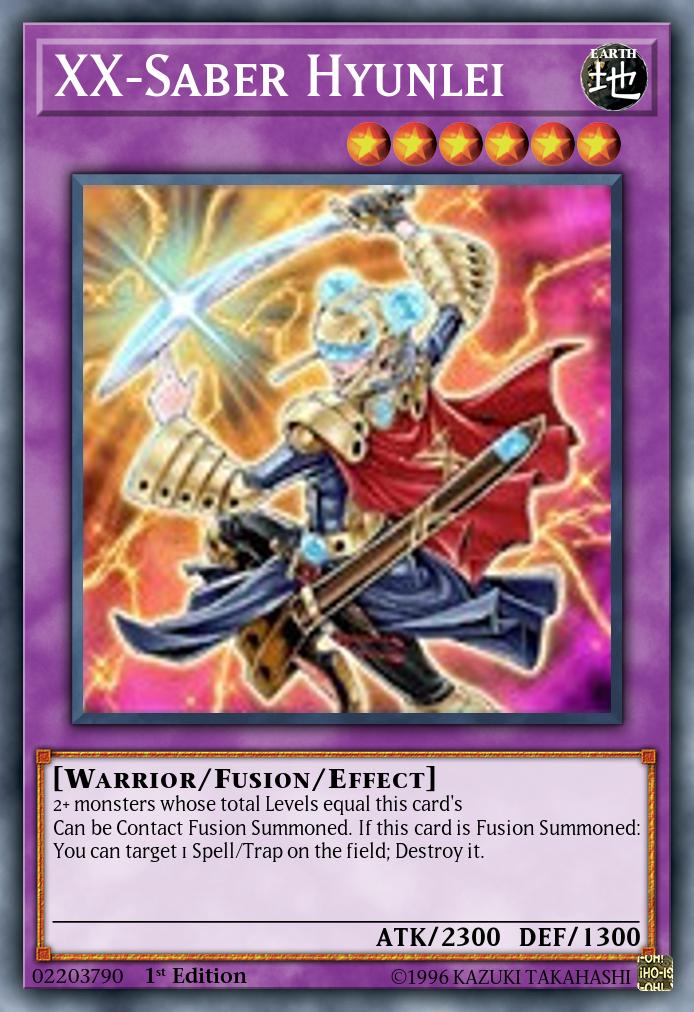 XX-Saber Hyunlei
EARTH
地
[Warrior/Fusion/Effect]
2+ monsters whose total Levels equal this card's
Can be Contact Fusion Summoned. If this card is Fusion Summoned:
You can target 1 Spell/Trap on the field; Destroy it.
ATK/2300 DEF/1300
02203790 1st Edition ©1996 KAZUKI TAKAHASHI